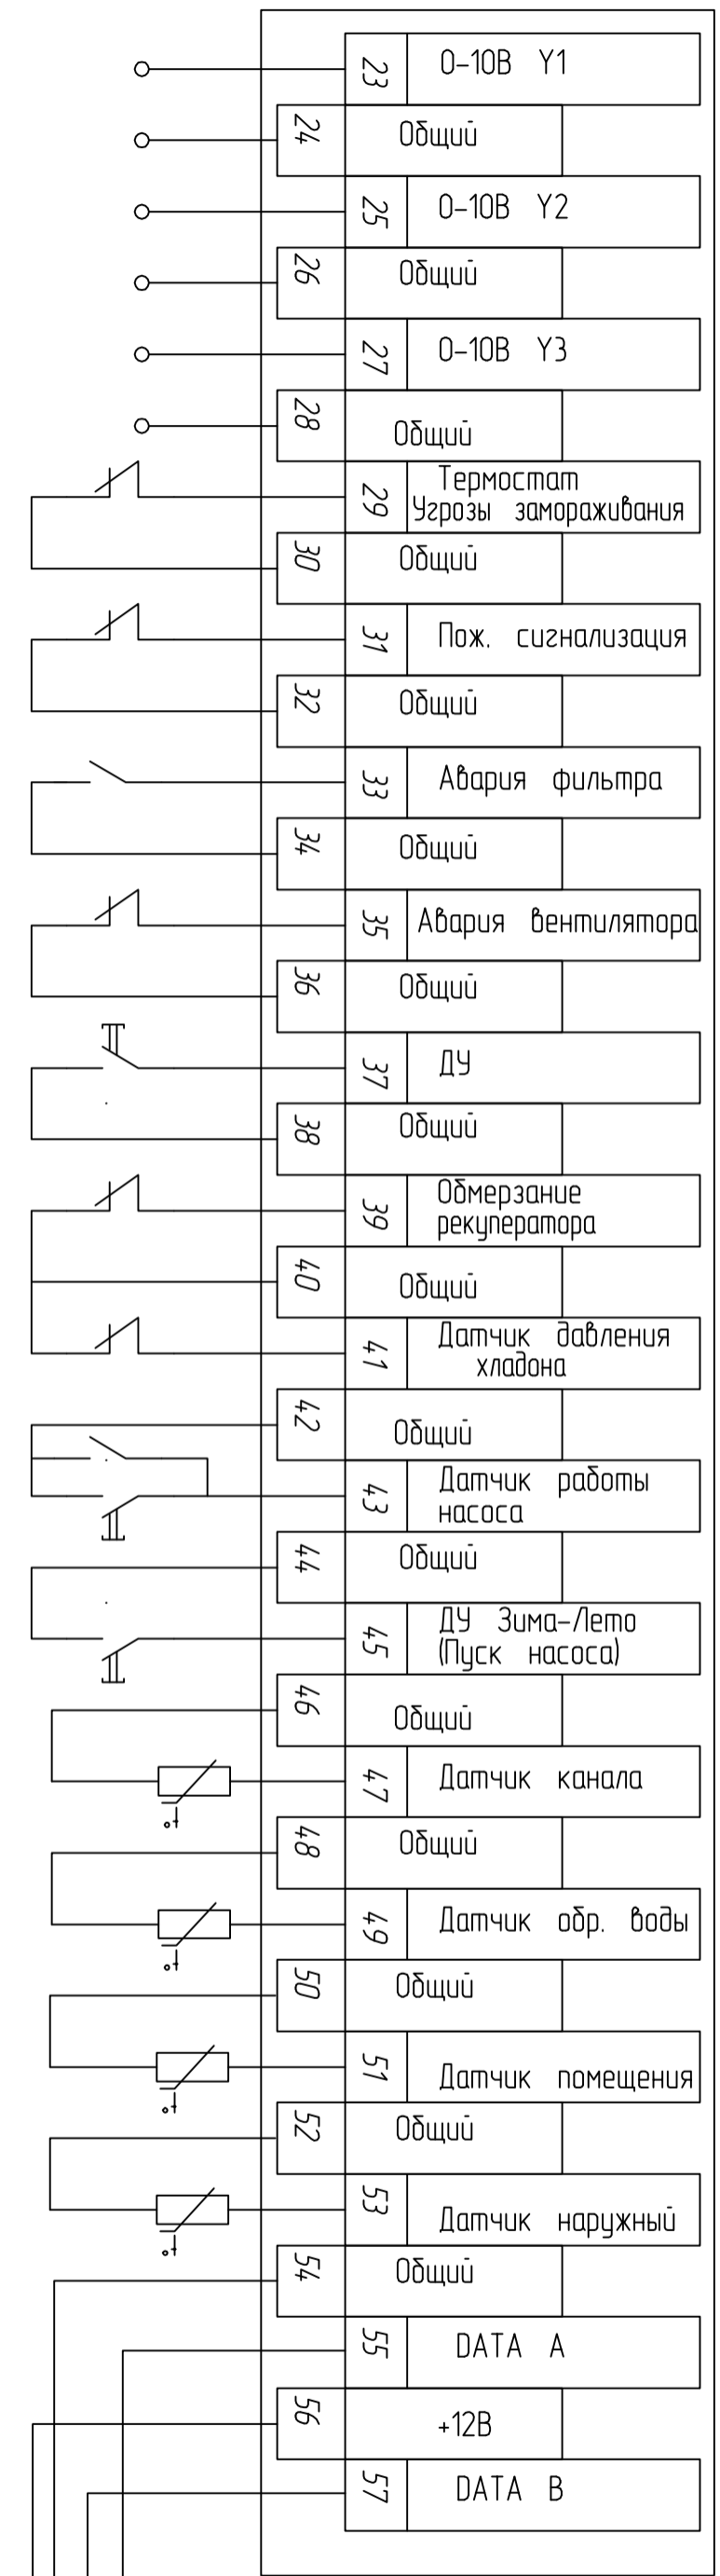 23 0-10В Y1
24 Общий
25 0-10В Y2
26 Общий
27 0-10В Y3
28 Общий
29 Термостат
Угрозы замораживания
30 Общий
31 Пож. сигнализация
32 Общий
33 Авария фильтра
34 Общий
35 Авария вентилятора
36 Общий
37 ДУ
38 Общий
39 Обмерзание
рекуператора
40 Общий
41 Датчик давления
хладона
42 Общий
43 Датчик работы
насоса
44 Общий
45 ДУ Зима-Лето
(Пуск насоса)
46 Общий
47 Датчик канала
t°
48 Общий
49 Датчик обр. воды
t°
50 Общий
51 Датчик помещения
t°
52 Общий
53 Датчик наружный
t°
54 Общий
55 DATA A
56 +12В
57 DATA B